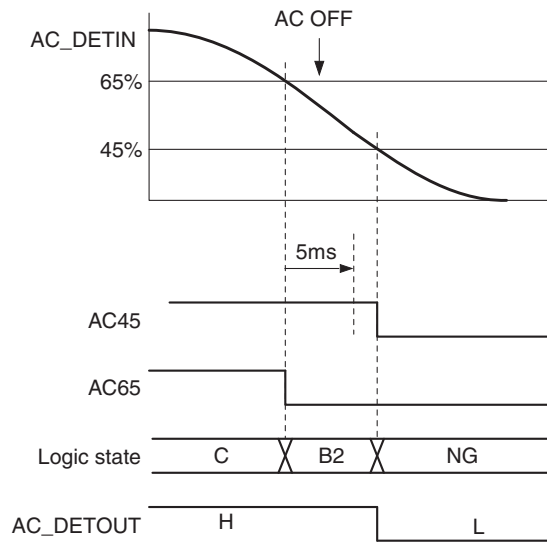 AC OFF
AC_DETIN
65%
45%
5ms
AC45
AC65
Logic state C B2 NG
AC_DETOUT H L